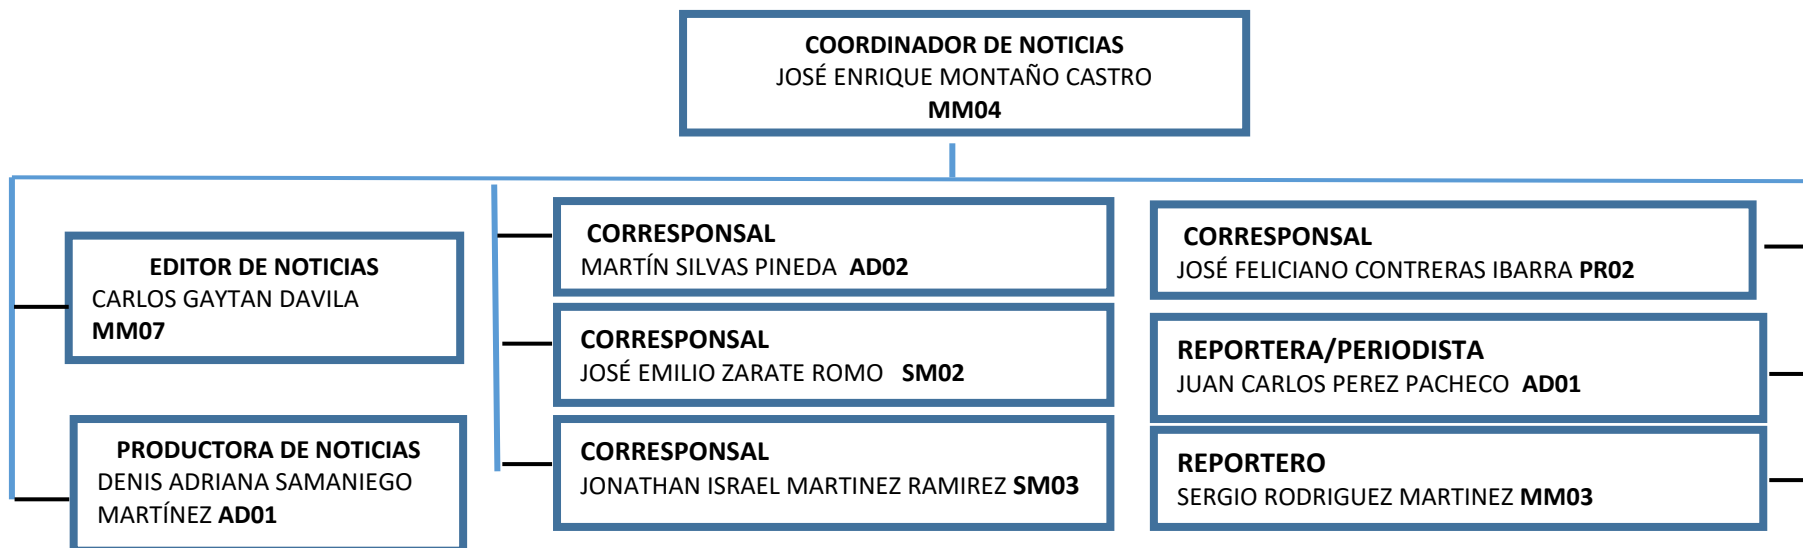 COORDINADOR DE NOTICIAS
JOSÉ ENRIQUE MONTAÑO CASTRO
MM04
EDITOR DE NOTICIAS
CARLOS GAYTAN DAVILA
MM07
PRODUCTORA DE NOTICIAS
DENIS ADRIANA SAMANIEGO
MARTÍNEZ AD01
CORRESPONSAL
MARTÍN SILVAS PINEDA AD02
CORRESPONSAL
JOSÉ EMILIO ZARATE ROMO SM02
CORRESPONSAL
JONATHAN ISRAEL MARTINEZ RAMIREZ SM03
CORRESPONSAL
JOSÉ FELICIANO CONTRERAS IBARRA PR02
REPORTERA/PERIODISTA
JUAN CARLOS PEREZ PACHECO AD01
REPORTERO
SERGIO RODRIGUEZ MARTINEZ MM03